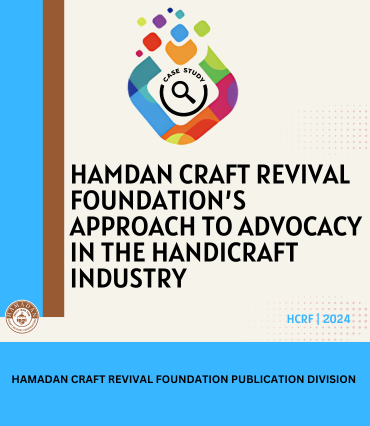 CASE STUDY
HAMDAN CRAFT REVIVAL
FOUNDATION'S
APPROACH TO ADVOCACY
IN THE HANDICRAFT
INDUSTRY
HCRF | 2024
HAMADAN
HAMADAN CRAFT REVIVAL FOUNDATION PUBLICATION DIVISION